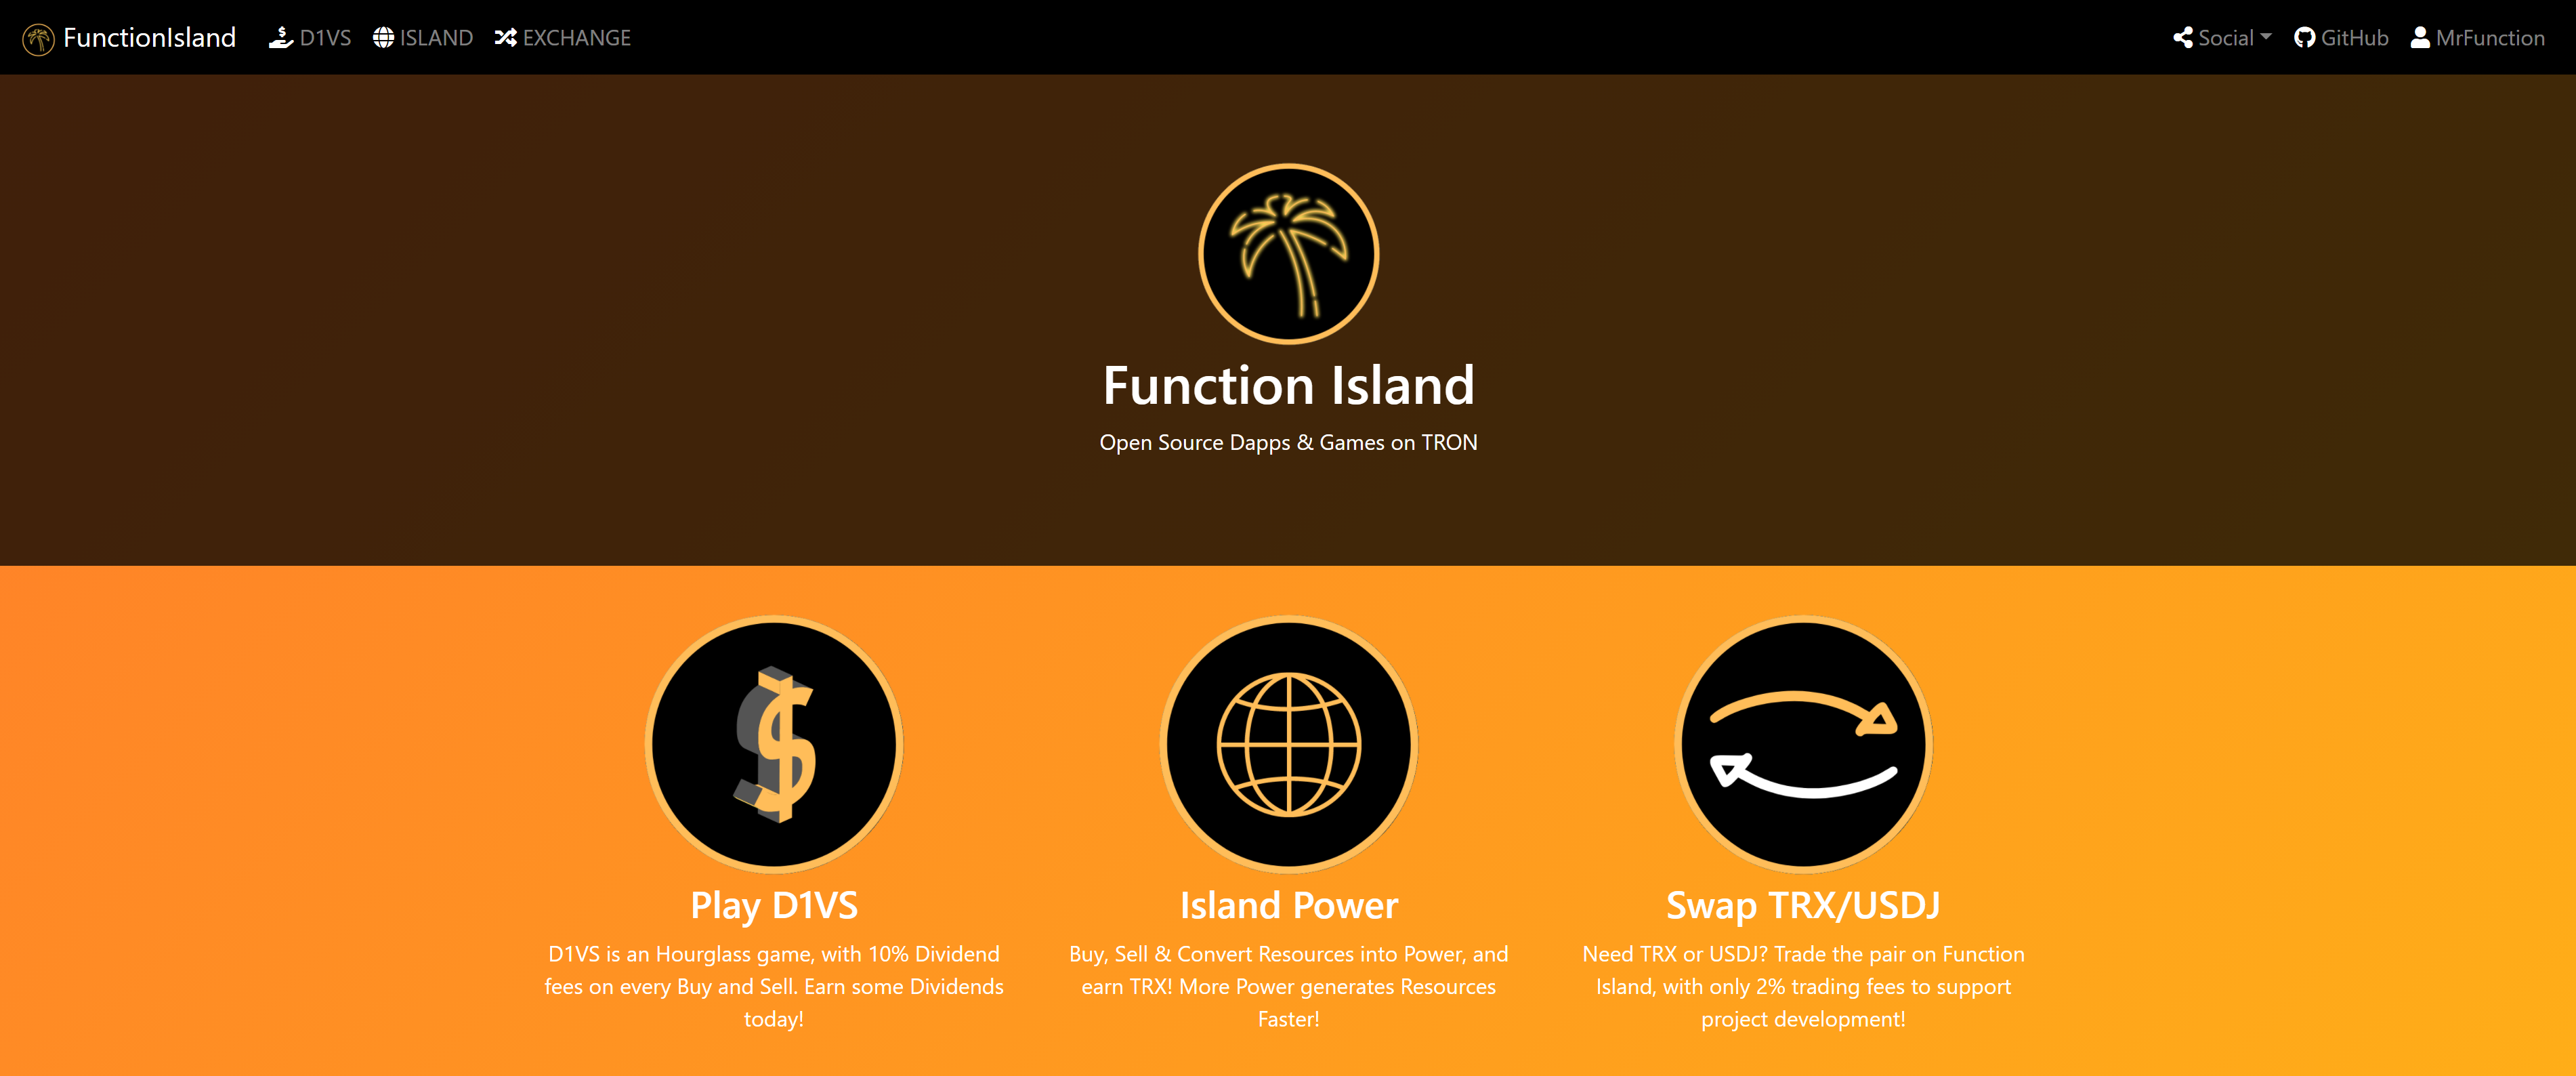 FunctionIsland D1VS ISLAND EXCHANGE Social GitHub MrFunction
Function Island
Open Source Dapps & Games on TRON
Play D1VS
D1VS is an Hourglass game, with 10% Dividend
fees on every Buy and Sell. Earn some Dividends
today!
Island Power
Buy, Sell & Convert Resources into Power, and
earn TRX! More Power generates Resources
Faster!
Swap TRX/USDJ
Need TRX or USDJ? Trade the pair on Function
Island, with only 2% trading fees to support
project development!